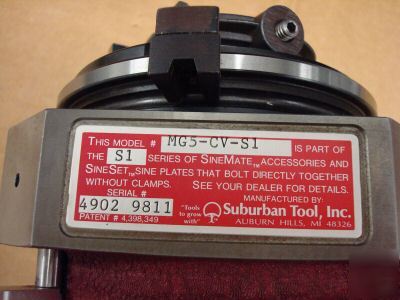 THIS MODEL # MG5-CV-S1 IS PART OF
THE S1 SERIES OF SINEMATE™ ACCESSORIES AND
SINESET™ SINE PLATES THAT BOLT DIRECTLY TOGETHER
WITHOUT CLAMPS. SEE YOUR DEALER FOR DETAILS.
SERIAL # MANUFACTURED BY:
4902 9811 "Tools to grow with" Suburban Tool, Inc.
PATENT # 4,398,349 AUBURN HILLS, MI 48326